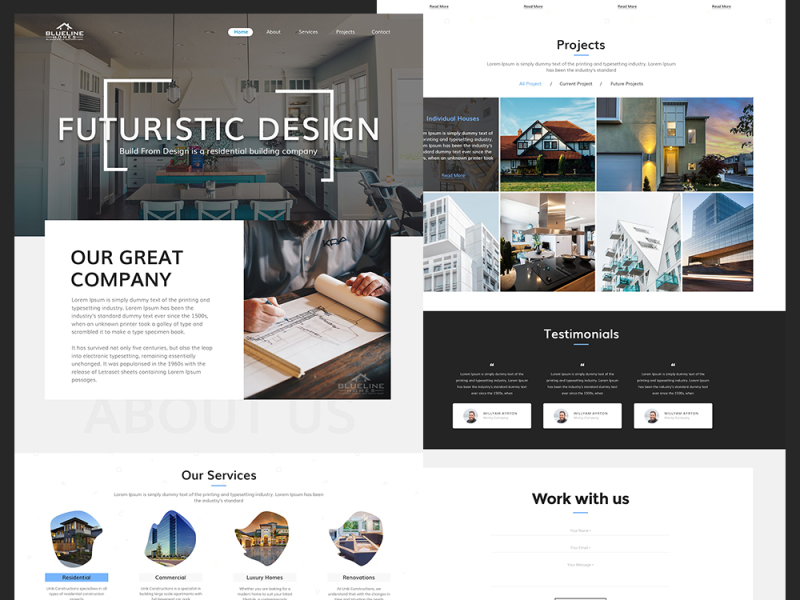 BLUELINE
HOMES
Home
About
Services
Projects
Contact
FUTURISTIC DESIGN
Build From Design is a residential building company
OUR GREAT
COMPANY
Lorem Ipsum is simply dummy text of the printing and
typesetting industry. Lorem Ipsum has been the
industry's standard dummy text ever since the 1500s,
when an unknown printer took a galley of type and
scrambled it to make a type specimen book.
It has survived not only five centuries, but also the leap
into electronic typesetting, remaining essentially
unchanged. It was popularised in the 1960s with the
release of Letraset sheets containing Lorem Ipsum
passages.
KDA
BLUELINE
HOMES
ABOUT US
Our Services
Lorem Ipsum is simply dummy text of the printing and typesetting industry. Lorem Ipsum has been
the industry's standard
Residential
Commercial
Luxury Homes
Renovations
Read More
Read More
Read More
Read More
Projects
Lorem Ipsum is simply dummy text of the printing and typesetting industry. Lorem Ipsum
has been the industry's standard
All Project / Current Project / Future Projects
Individual Houses
Lorem Ipsum is simply dummy text of
printing and typesetting industry.
Lorem Ipsum has been the industry's
standard dummy text ever since the
when an unknown printer took
Read More
Testimonials
Lorem Ipsum is simply dummy text of the
printing and typesetting industry. Lorem Ipsum
has been the industry's standard dummy text
ever since the 1500s, when
Lorem Ipsum is simply dummy text of the
printing and typesetting industry. Lorem Ipsum
has been the industry's standard dummy text
ever since the 1500s, when
Lorem Ipsum is simply dummy text of the
printing and typesetting industry. Lorem Ipsum
has been the industry's standard dummy text
ever since the 1500s, when
WILLYAM AYRTON
WILLYAM AYRTON
WILLYAM AYRTON
Work with us
Your Name *
Your Email *
Your Message *